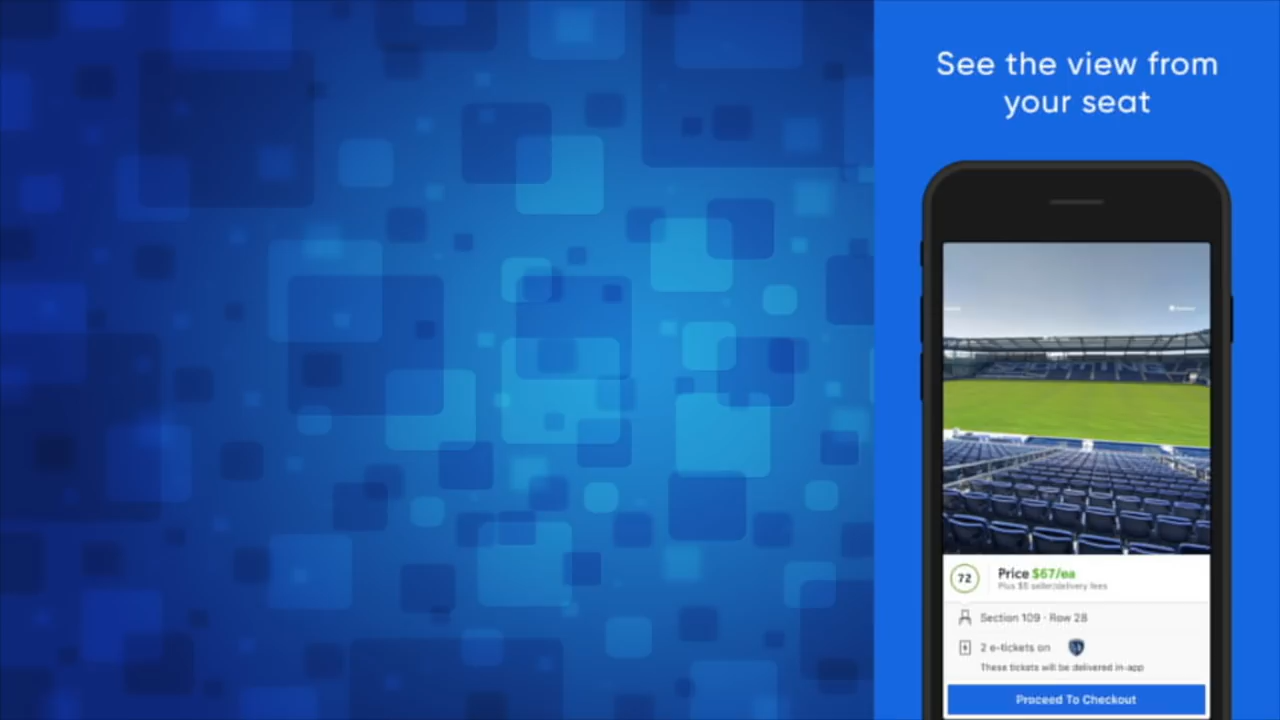 See the view from
your seat
72
Price $67/ea
Plus $5 seller/delivery fees
Section 109 · Row 28
2 e-tickets on
These tickets will be delivered in-app
Proceed To Checkout